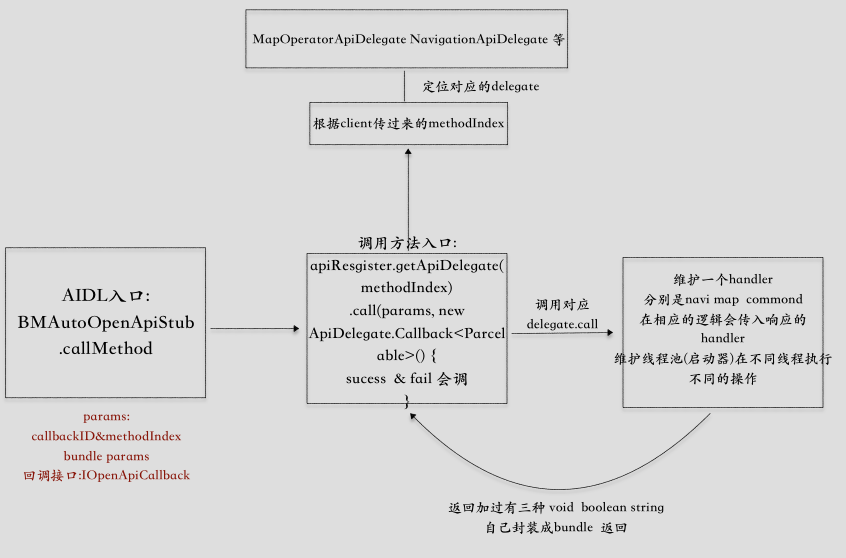 MapOperatorApiDelegate NavigationApiDelegate 等
定位对应的delegate
根据client传过来的methodIndex
AIDL入口:
BMAutoOpenApiStub
.callMethod
params:
callbackID&methodIndex
bundle params
回调接口:IOpenApiCallback
调用方法入口:
apiResgister.getApiDelegate(
methodIndex)
.call(params, new
ApiDelegate.Callback<Parcel
able>() {
sucess & fail 会调
}
调用对应
delegate.call
维护一个handler
分别是navi map commond
在相应的逻辑会传入响应的
handler
维护线程池(启动器)在不同线程执行
不同的操作
返回加过有三种 void boolean string
自己封装成bundle 返回